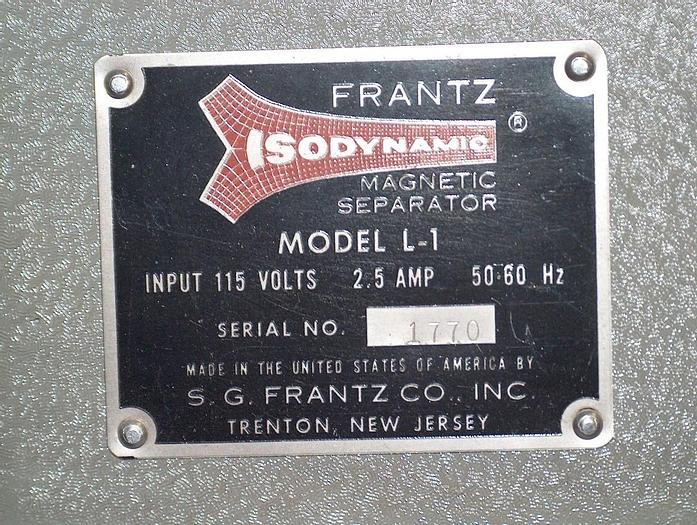 FRANTZ
ISODYNAMIC ®
MAGNETIC
SEPARATOR
MODEL L-1
INPUT 115 VOLTS 2.5 AMP 50-60 Hz
SERIAL NO. 1770
MADE IN THE UNITED STATES OF AMERICA BY
S. G. FRANTZ CO., INC.
TRENTON, NEW JERSEY